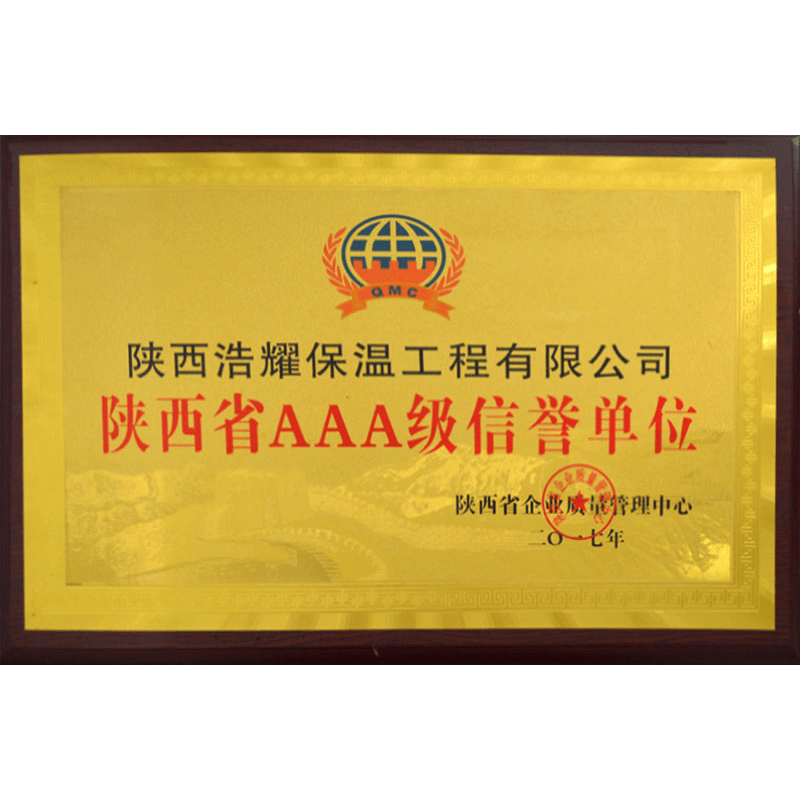 QMC
陕西浩耀保温工程有限公司
陕西省AAA级信誉单位
陕西省企业质量管理中心
二〇一七年